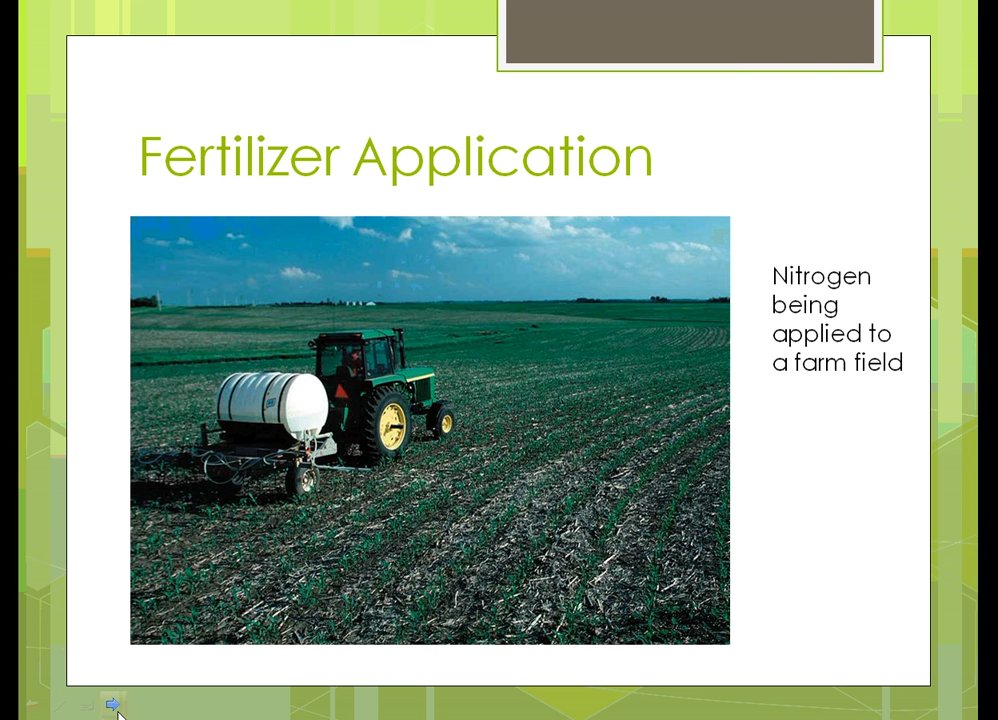 Fertilizer Application
Nitrogen
being
applied to
a farm field